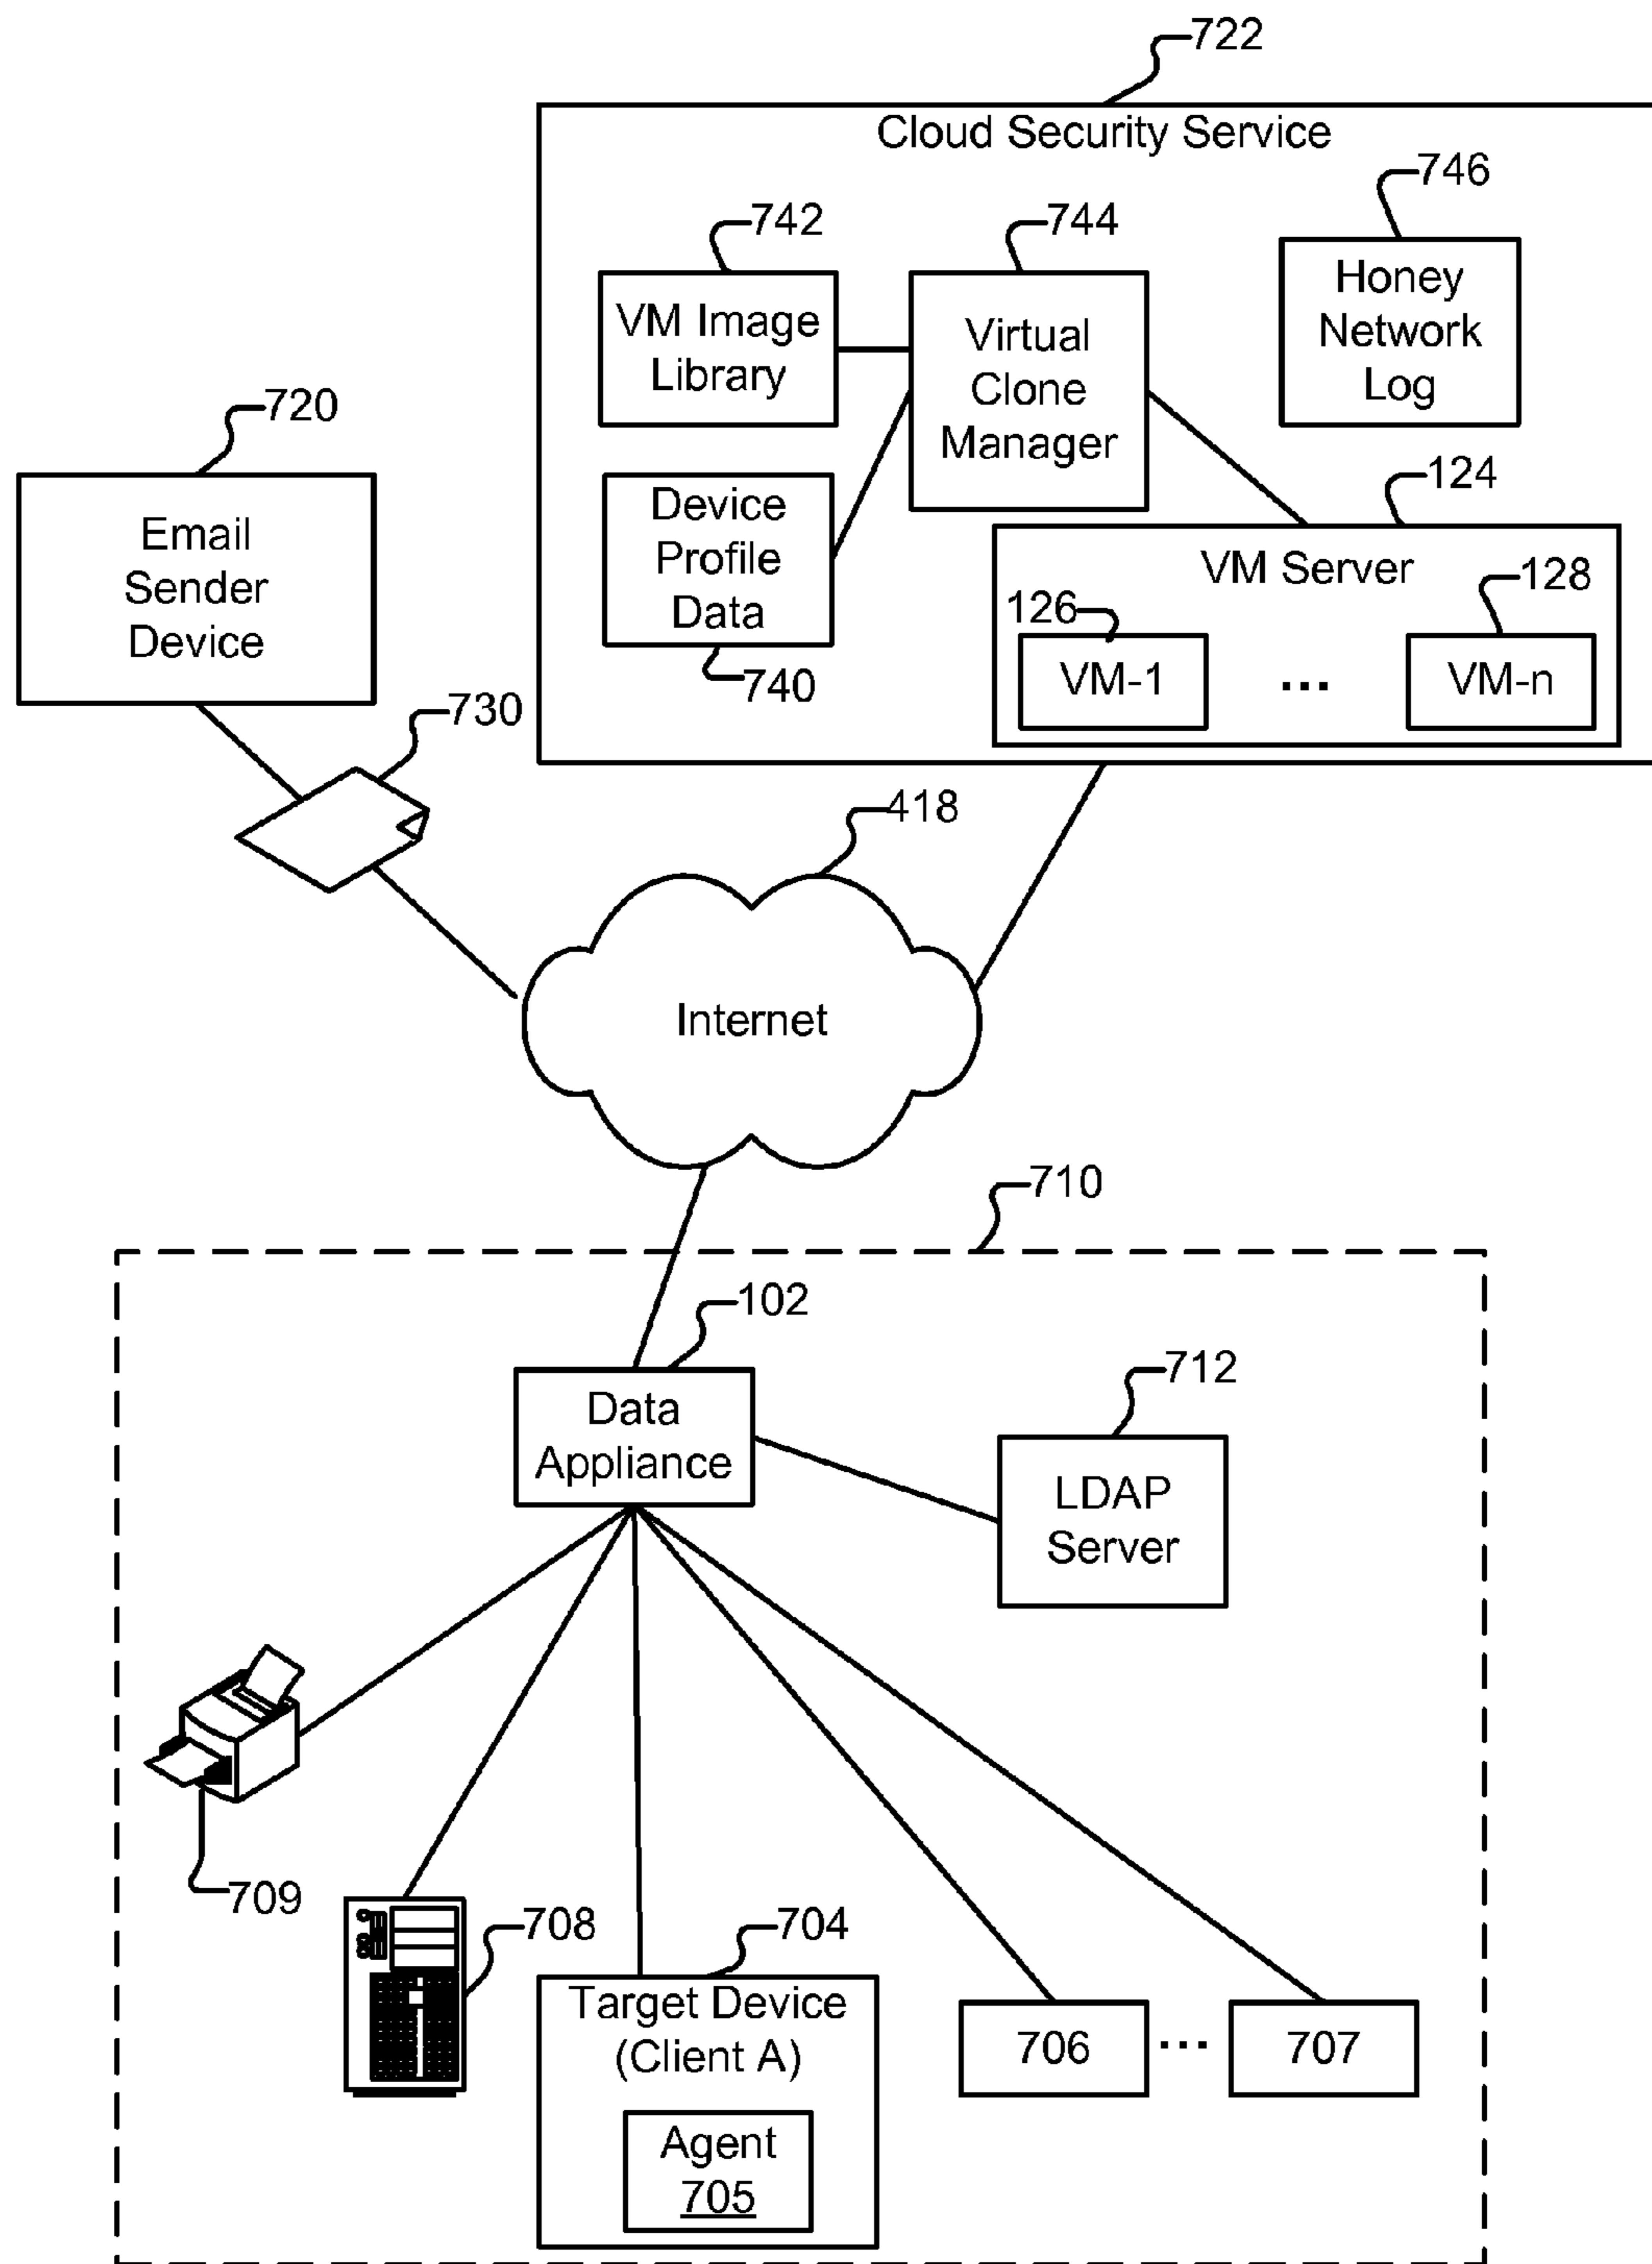 722
Cloud Security Service
746
742
744
Honey
Network
Log
VM Image
Library
Virtual
Clone
Manager
720
124
Email
Sender
Device
Device
Profile
Data
VM Server
126
128
VM-1
...
VM-n
740
730
418
Internet
710
102
712
Data
Appliance
LDAP
Server
709
708
704
Target Device
(Client A)
706
...
707
Agent
705